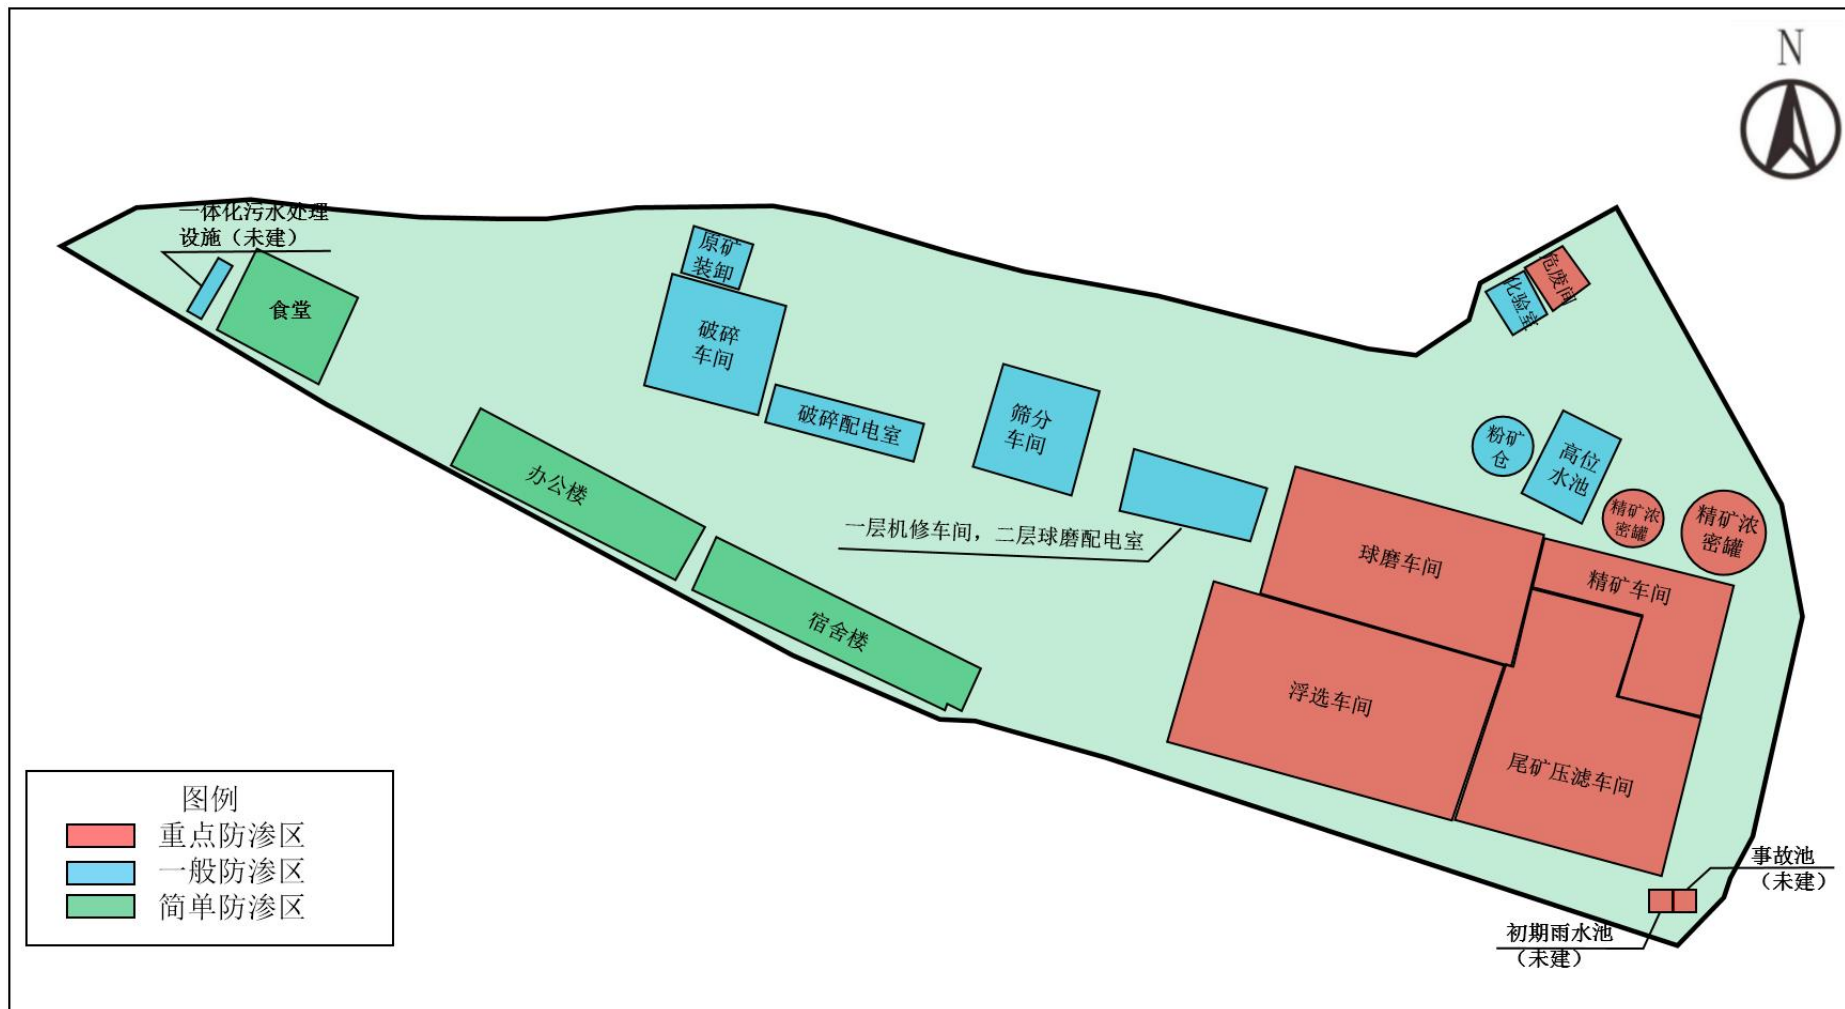 N
一体化污水处理
设施（未建）
食堂
原矿
装卸
破碎
车间
破碎配电室
筛分
车间
危废间
化验室
粉矿
仓
高位
水池
精矿浓
密罐
精矿浓
密罐
办公楼
宿舍楼
一层机修车间，二层球磨配电室
球磨车间
精矿车间
浮选车间
尾矿压滤车间
事故池
（未建）
初期雨水池
（未建）
图例
重点防渗区
一般防渗区
简单防渗区